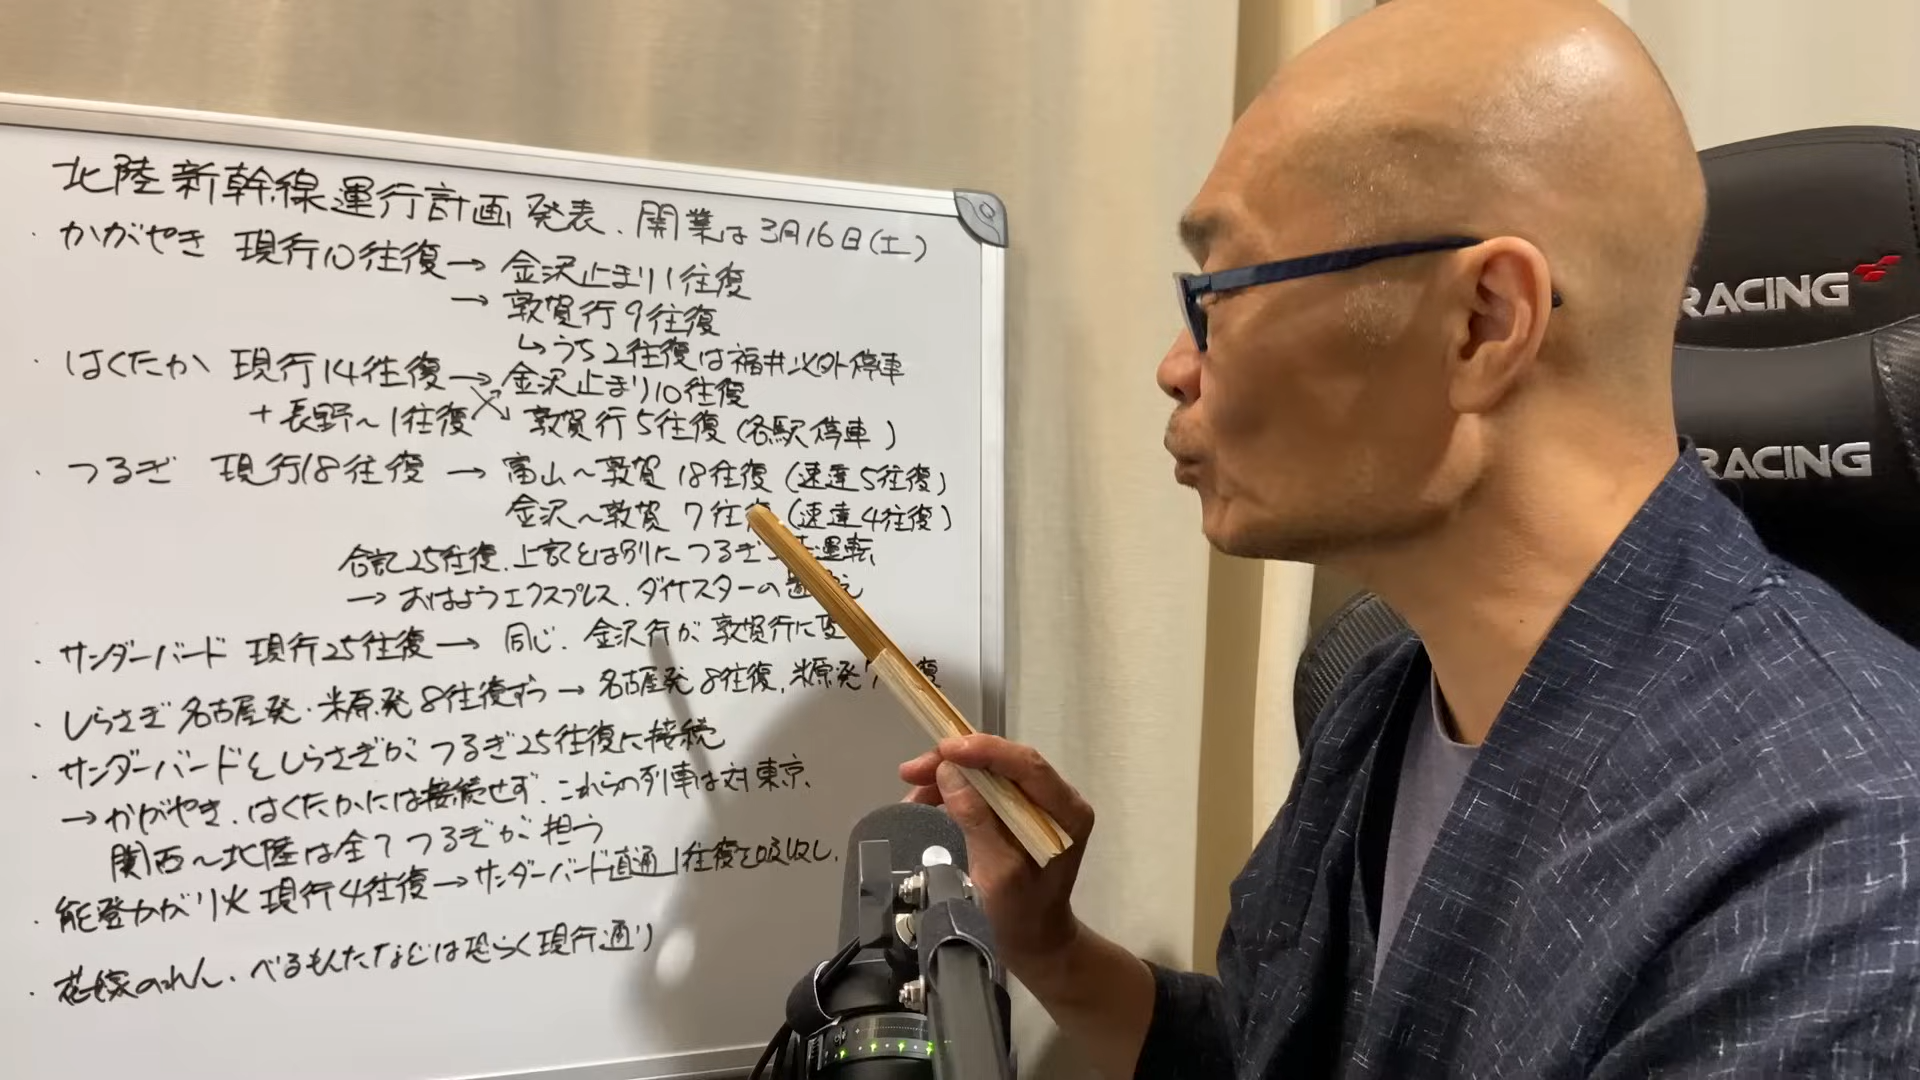 北陸新幹線運行計画発表、開業は3月16日(土)
・かがやき 現行10往復→金沢止まり1往復
→敦賀行9往復
↳うち2往復は福井以外停車
・はくたか 現行14往復→金沢止まり10往復
+長野〜1往復 敦賀行5往復(各駅停車)
・つるぎ 現行18往復→富山〜敦賀18往復(速達5往復)
金沢〜敦賀7往復(速達4往復)
合計25往復、上記とは別につるぎ 運転
→おはようエクスプレス、ダイナスターの
・サンダーバード 現行25往復→同じ、金沢行が敦賀行に
・しらさぎ 名古屋発・米原発8往復ずつ→名古屋発8往復、米原発7 復
・サンダーバードとしらさぎが、つるぎ25往復に接続
→かがやき、はくたかには接続せず、これらの列車は対東京、
関西〜北陸は全てつるぎが担う
・能登かがり火 現行4往復→サンダーバード直通1往復を吸収し、
・花嫁のれん、べるもんたなどは恐らく現行通り
RACING
RACING